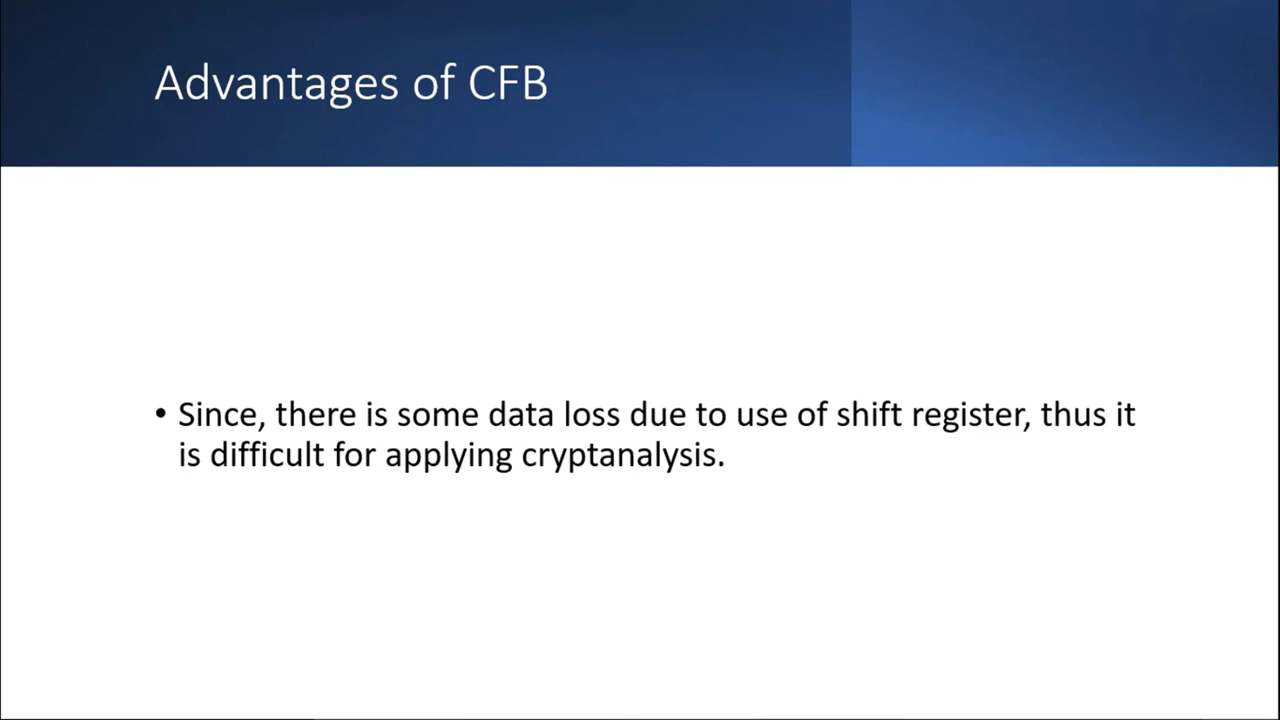 Advantages of CFB
• Since, there is some data loss due to use of shift register, thus it
is difficult for applying cryptanalysis.